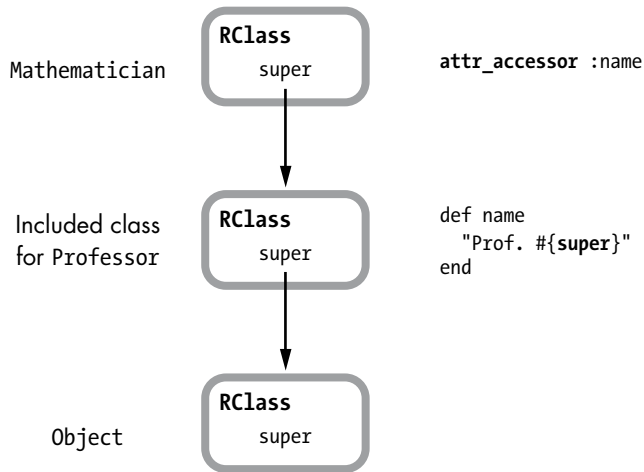 Mathematician
RClass
super
attr_accessor :name
Included class
for Professor
RClass
super
def name
"Prof. #{super}"
end
Object
RClass
super